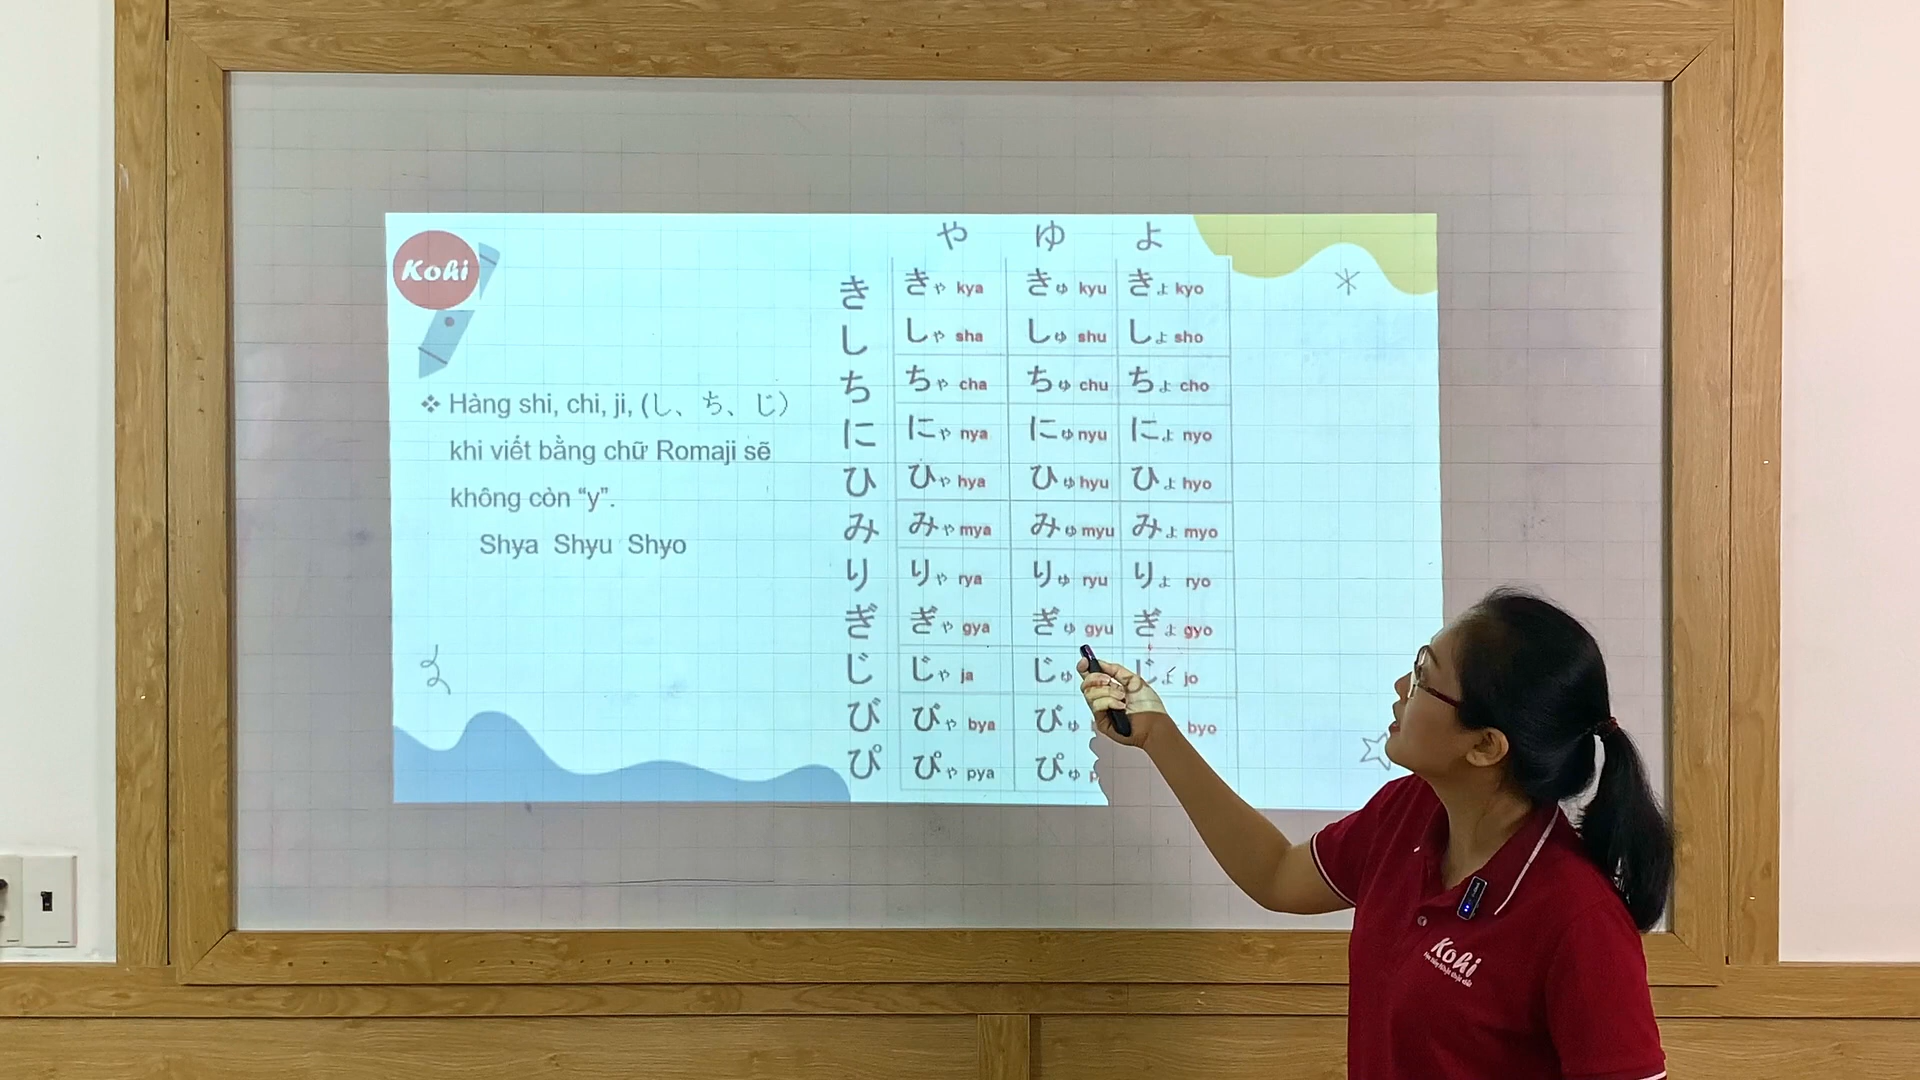 Kohi
❖ Hàng shi, chi, ji, (し、ち、じ)
khi viết bằng chữ Romaji sẽ
không còn “y”.
Shya Shyu Shyo
や ゆ よ
き きゃ kya きゅ kyu きょ kyo
し しゃ sha しゅ shu しょ sho
ち ちゃ cha ちゅ chu ちょ cho
に にゃ nya にゅ nyu にょ nyo
ひ ひゃ hya ひゅ hyu ひょ hyo
み みゃ mya みゅ myu みょ myo
り りゃ rya りゅ ryu りょ ryo
ぎ ぎゃ gya ぎゅ gyu ぎょ gyo
じ じゃ ja じゅ じょ jo
び びゃ bya びゅ byo
ぴ ぴゃ pya ぴゅ
Kohi